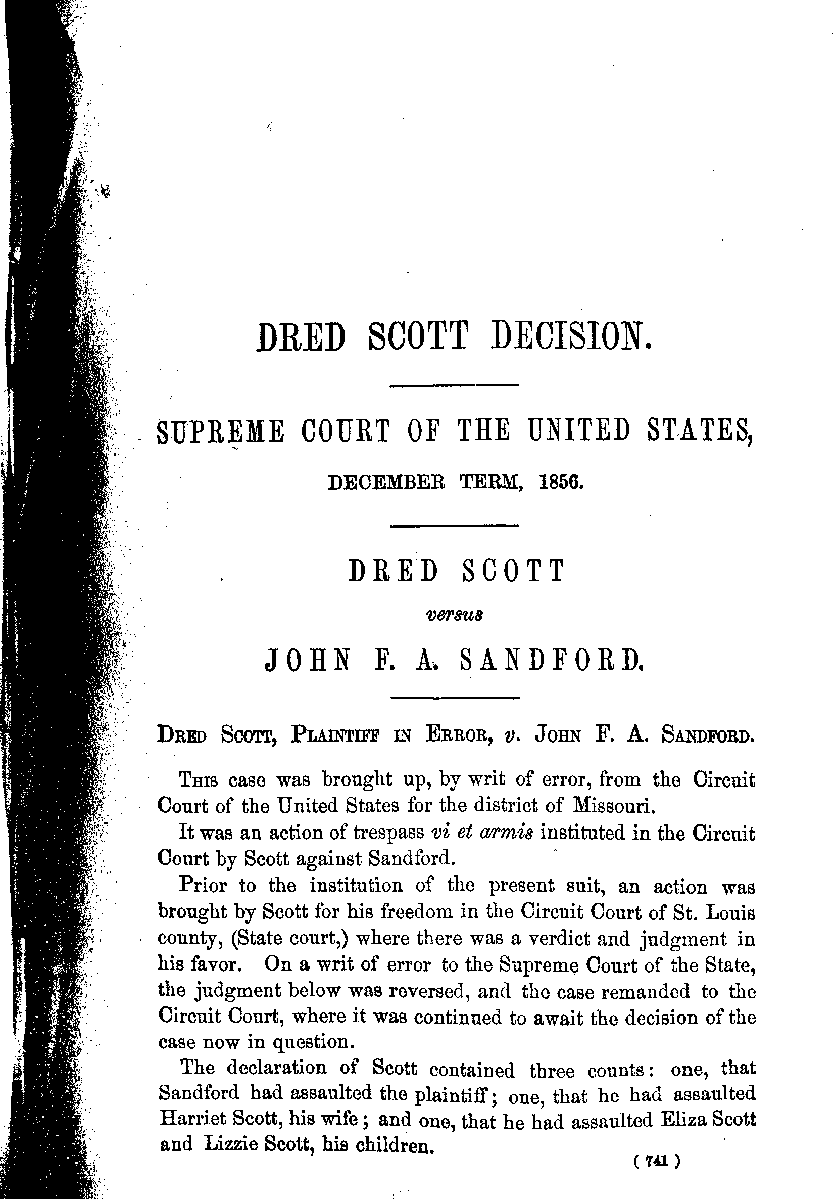 DRED SCOTT DECISION.
SUPREME COURT OF THE UNITED STATES,
DECEMBER TERM, 1856.
DRED SCOTT
versus
JOHN F. A. SANDFORD.
DRED SCOTT, PLAINTIFF IN ERROR, v. JOHN F. A. SANDFORD.
THIS case was brought up, by writ of error, from the Circuit
Court of the United States for the district of Missouri.
It was an action of trespass vi et armis instituted in the Circuit
Court by Scott against Sandford.
Prior to the institution of the present suit, an action was
brought by Scott for his freedom in the Circuit Court of St. Louis
county, (State court,) where there was a verdict and judgment in
his favor. On a writ of error to the Supreme Court of the State,
the judgment below was reversed, and the case remanded to the
Circuit Court, where it was continued to await the decision of the
case now in question.
The declaration of Scott contained three counts: one, that
Sandford had assaulted the plaintiff; one, that he had assaulted
Harriet Scott, his wife; and one, that he had assaulted Eliza Scott
and Lizzie Scott, his children.
(741)